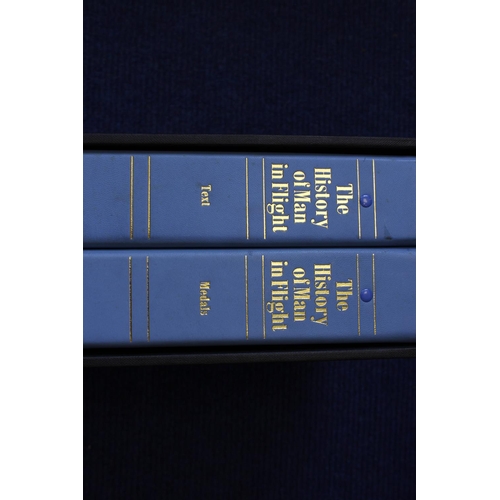 The
History
of Man
in Flight
Text
The
History
of Man
in Flight
Medals